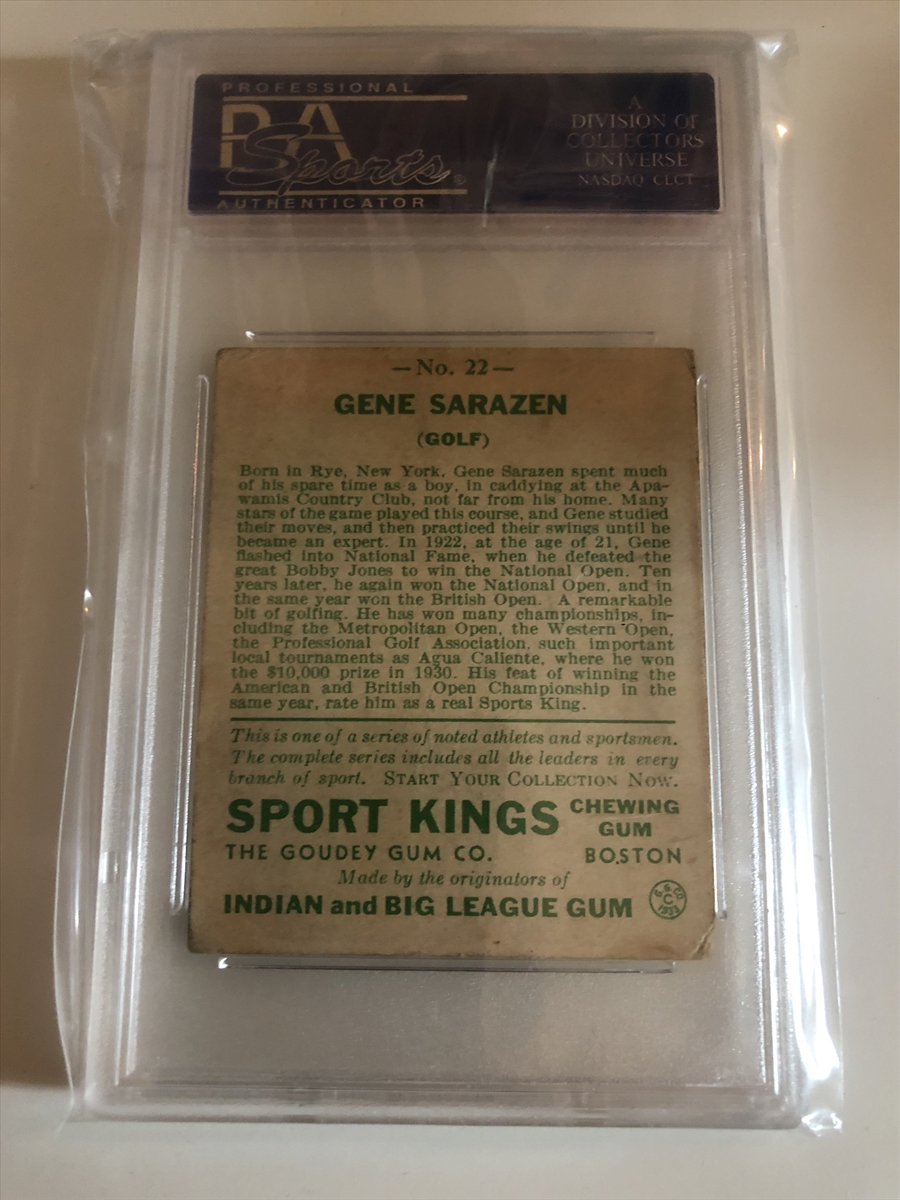 PROFESSIONAL
PSA
Sports®
AUTHENTICATOR
A
DIVISION OF
COLLECTORS
UNIVERSE
NASDAQ CLCT
—No. 22—
GENE SARAZEN
(GOLF)
Born in Rye, New York, Gene Sarazen spent much
of his spare time as a boy, in caddying at the Apa-
wamis Country Club, not far from his home. Many
stars of the game played this course, and Gene studied
their moves, and then practiced their swings until he
became an expert. In 1922, at the age of 21, Gene
flashed into National Fame, when he defeated the
great Bobby Jones to win the National Open. Ten
years later, he again won the National Open, and in
the same year won the British Open. A remarkable
bit of golfing. He has won many championships, in-
cluding the Metropolitan Open, the Western Open,
the Professional Golf Association, such important
local tournaments as Agua Caliente, where he won
the $10,000 prize in 1930. His feat of winning the
American and British Open Championship in the
same year, rate him as a real Sports King.
This is one of a series of noted athletes and sportsmen.
The complete series includes all the leaders in every
branch of sport. START YOUR COLLECTION NOW.
SPORT KINGS CHEWING GUM
THE GOUDEY GUM CO. BOSTON
Made by the originators of
INDIAN and BIG LEAGUE GUM
G. G. CO.
C
1933